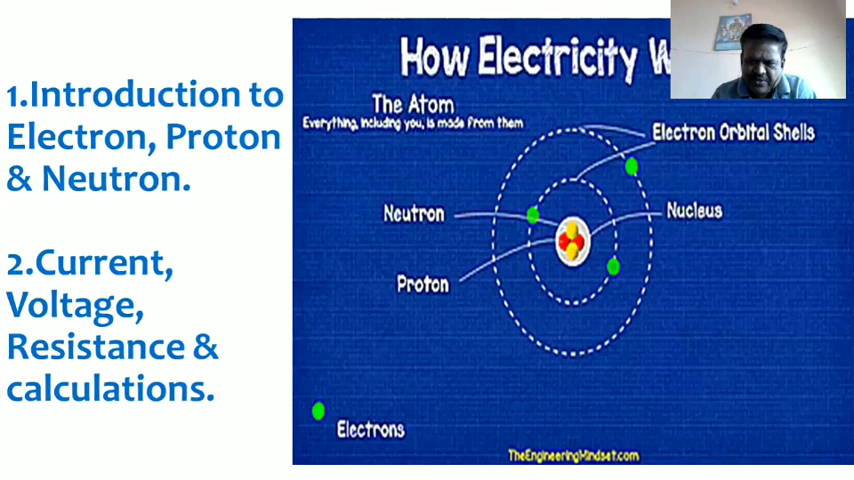 1.Introduction to
Electron, Proton
& Neutron.
2.Current,
Voltage,
Resistance &
calculations.
How Electricity
The Atom
Everything, including you, is made from them
Electron Orbital Shells
Neutron
Nucleus
Proton
Electrons
TheEngineeringMindset.com